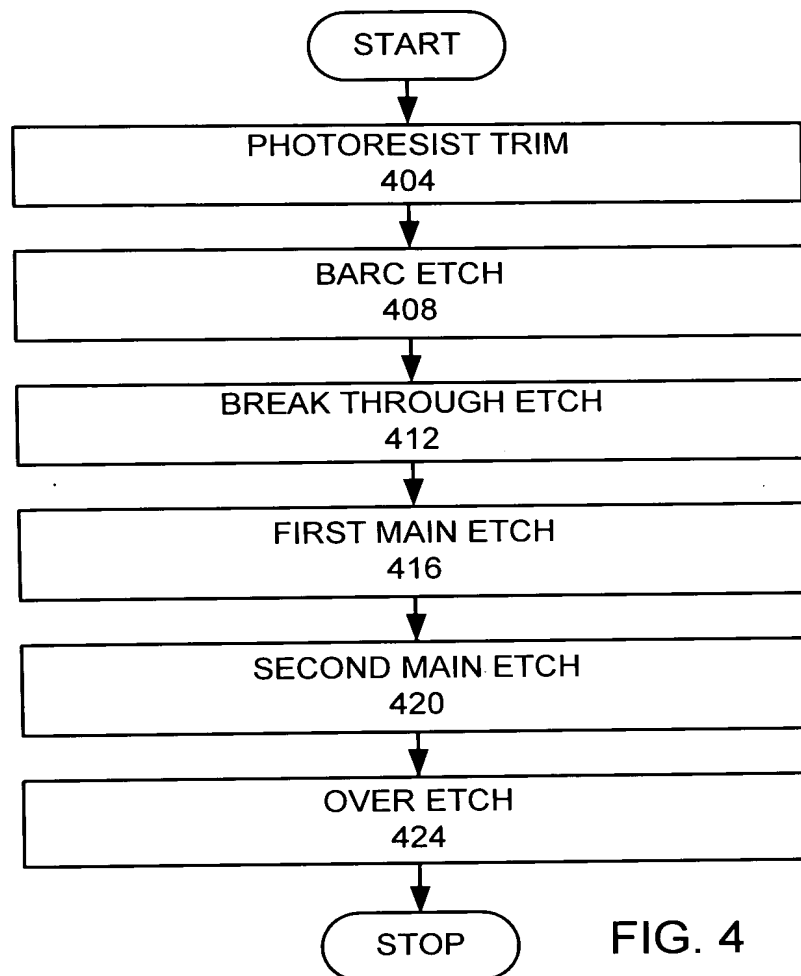 START
PHOTORESIST TRIM
404
BARC ETCH
408
BREAK THROUGH ETCH
412
FIRST MAIN ETCH
416
SECOND MAIN ETCH
420
OVER ETCH
424
STOP
FIG. 4